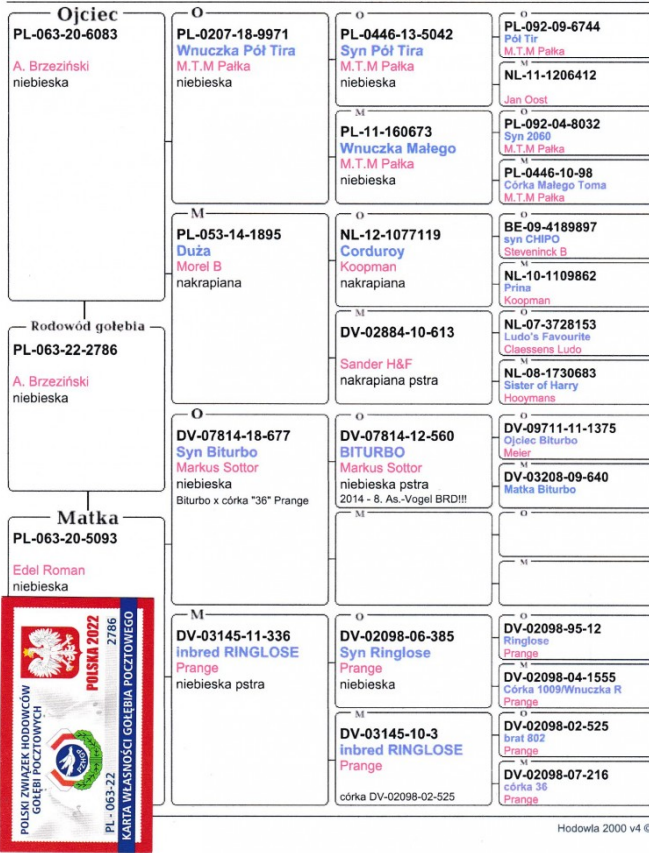 Ojciec
PL-063-20-6083
A. Brzeziński
niebieska
Rodowód gołebia
PL-063-22-2786
A. Brzeziński
niebieska
Matka
PL-063-20-5093
Edel Roman
niebieska
O
PL-0207-18-9971
Wnuczka Pół Tira
M.T.M Pałka
niebieska
M
PL-053-14-1895
Duża
Morel B
nakrapiana
O
DV-07814-18-677
Syn Biturbo
Markus Sottor
niebieska
Biturbo x córka "36" Prange
M
DV-03145-11-336
inbred RINGLOSE
Prange
niebieska pstra
O
PL-0446-13-5042
Syn Pół Tira
M.T.M Pałka
niebieska
M
PL-11-160673
Wnuczka Małego
M.T.M Pałka
niebieska
O
NL-12-1077119
Corduroy
Koopman
nakrapiana
M
DV-02884-10-613
Sander H&F
nakrapiana pstra
O
DV-07814-12-560
BITURBO
Markus Sottor
niebieska pstra
2014 - 8. As.-Vogel BRD!!!
M
O
DV-02098-06-385
Syn Ringlose
Prange
niebieska
M
DV-03145-10-3
inbred RINGLOSE
Prange
córka DV-02098-02-525
O
PL-092-09-6744
Pół Tir
M.T.M Pałka
M
NL-11-1206412
Jan Oost
O
PL-092-04-8032
Syn 2060
M.T.M Pałka
M
PL-0446-10-98
Córka Małego Toma
M.T.M Pałka
O
BE-09-4189897
syn CHIPO
Steveninck B
M
NL-10-1109862
Prina
Koopman
O
NL-07-3728153
Ludo's Favourite
Claessens Ludo
M
NL-08-1730683
Sister of Harry
Hooymans
O
DV-09711-11-1375
Ojciec Biturbo
Meier
M
DV-03208-09-640
Matka Biturbo
O
M
O
DV-02098-95-12
Ringlose
Prange
M
DV-02098-04-1555
Córka 1009/Wnuczka R
Prange
O
DV-02098-02-525
brat 802
Prange
M
DV-02098-07-216
córka 36
Prange
POLSKI ZWIĄZEK HODOWCÓW
GOŁĘBI POCZTOWYCH
PZHGP
POLSKA 2022
PL - 063-22
2786
KARTA WŁASNOŚCI GOŁĘBIA POCZTOWEGO
Hodowla 2000 v4 ©